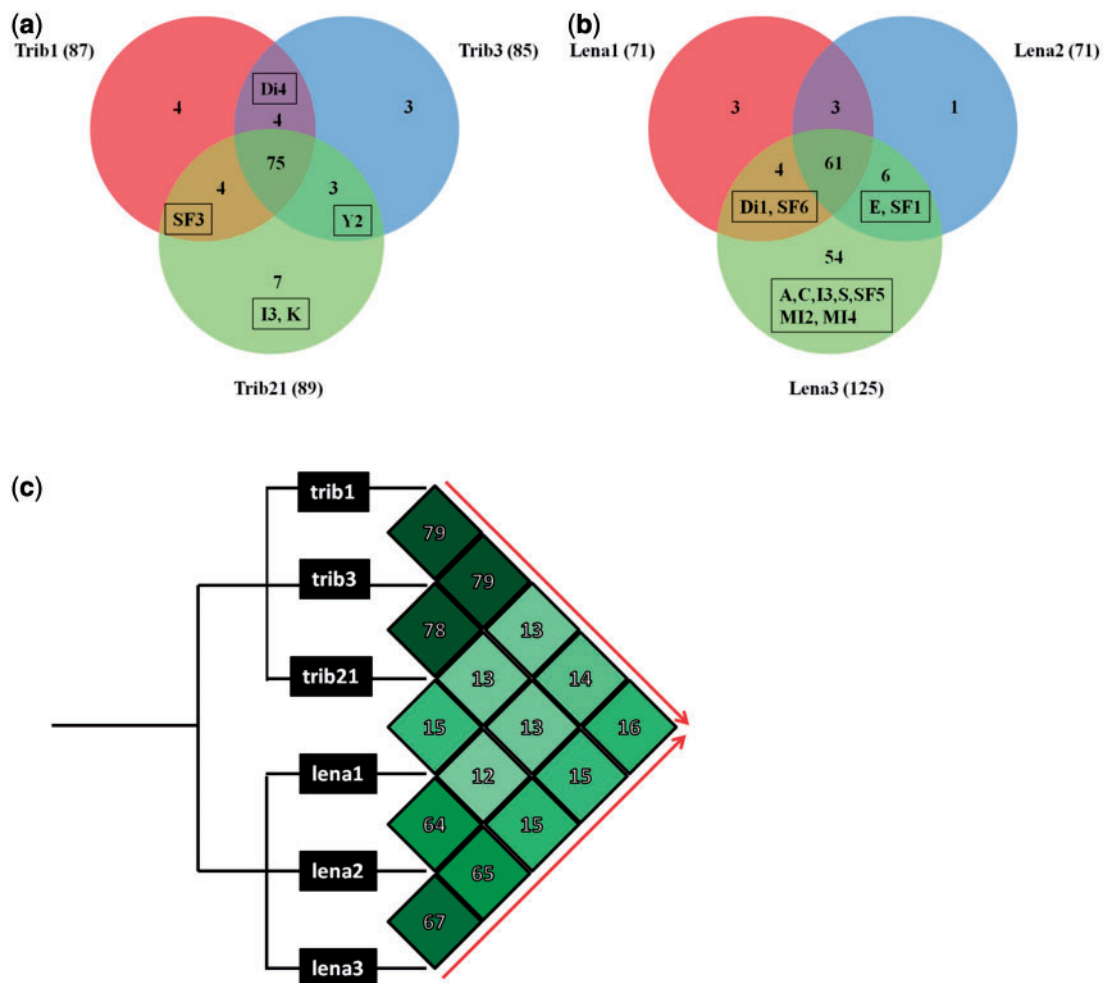 (a)
Trib1 (87)
Trib3 (85)
Di4
4
4
3
75
4
3
SF3
Y2
7
I3, K
Trib21 (89)
(b)
Lena1 (71)
Lena2 (71)
3
3
1
61
4
6
Di1, SF6
E, SF1
54
A,C,I3,S,SF5
MI2, MI4
Lena3 (125)
(c)
trib1
79
trib3
79
78
13
trib21
13
14
15
13
16
lena1
12
15
64
15
lena2
65
67
lena3